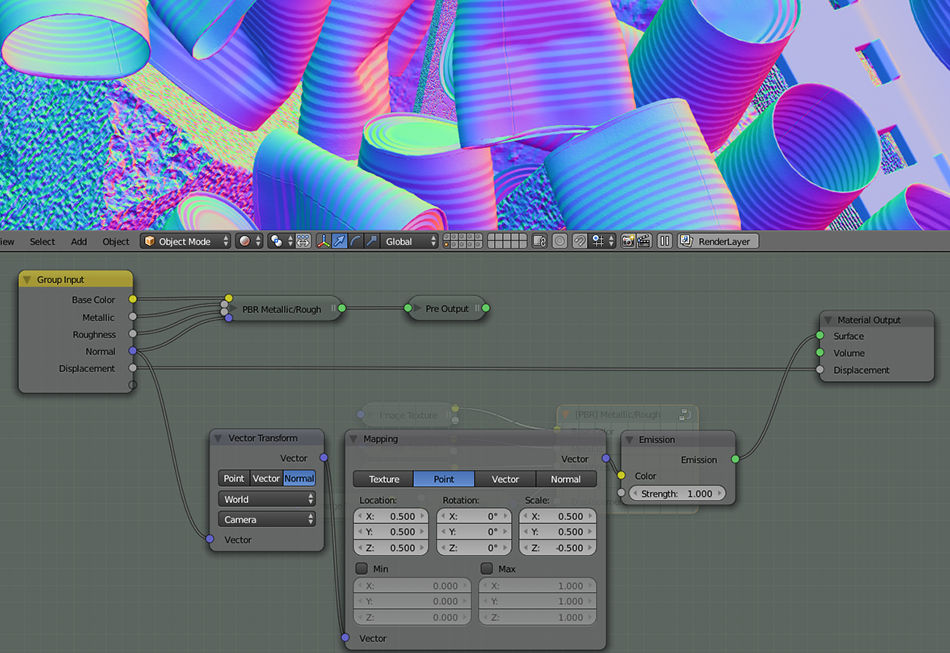 iew Select Add Object Object Mode Global RenderLayer
Group Input
Base Color
Metallic
Roughness
Normal
Displacement
PBR Metallic/Rough
Pre Output
Material Output
Surface
Volume
Displacement
Image Texture
[PBR] Metallic/Rough
Vector Transform
Vector
Point Vector Normal
World
Camera
Vector
Mapping
Vector
Texture Point Vector Normal
Location: Rotation: Scale:
X: 0.500 X: 0° X: 0.500
Y: 0.500 Y: 0° Y: 0.500
Z: 0.500 Z: 0° Z: -0.500
Min Max
X: 0.000 X: 1.000
Y: 0.000 Y: 1.000
Z: 0.000 Z: 1.000
Vector
Emission
Emission
Color
Strength: 1.000